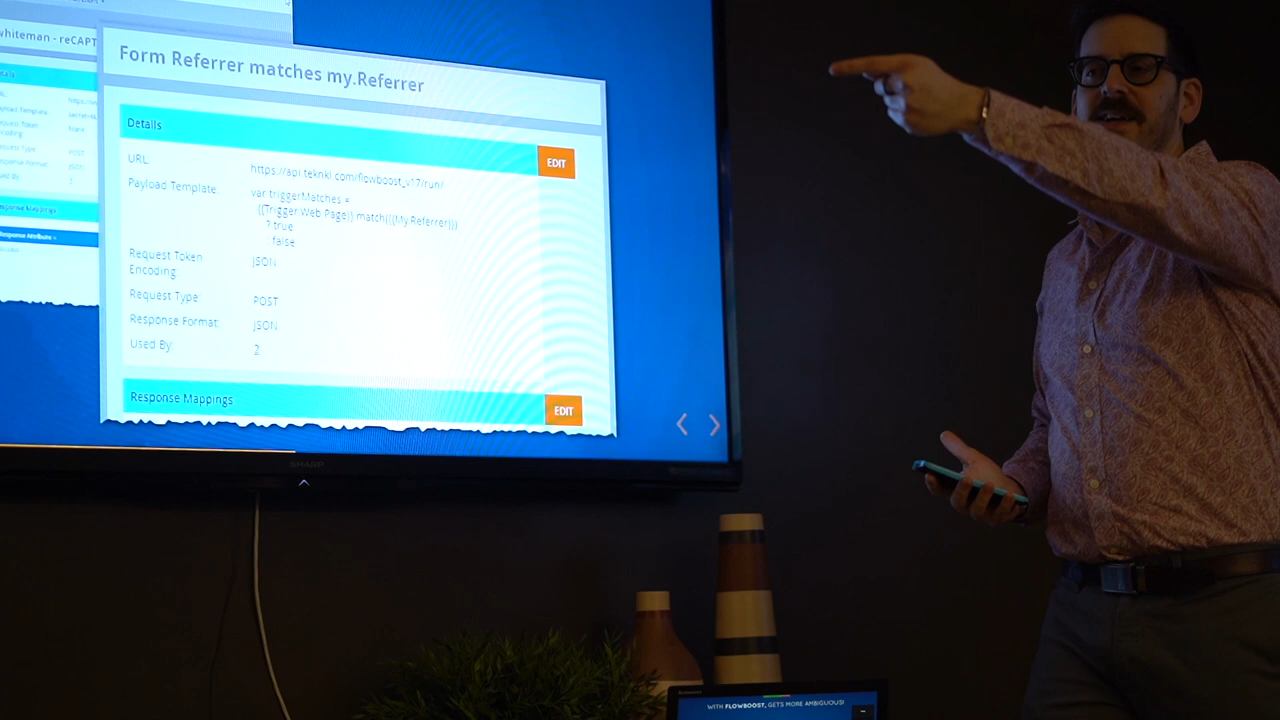 whiteman - reCAPT
Form Referrer matches my.Referrer
Details
EDIT
URL: https://api.teknkl.com/flowboost_v17/run/
Payload Template: var triggerMatches =
{{Trigger.Web Page}}.match({{My.Referrer}})
? true
false
Request Token JSON
Encoding:
Request Type: POST
Response Format: JSON
Used By: 2
Response Mappings
EDIT
SHARP
WITH FLOWBOOST, GETS MORE AMBIGUOUS!